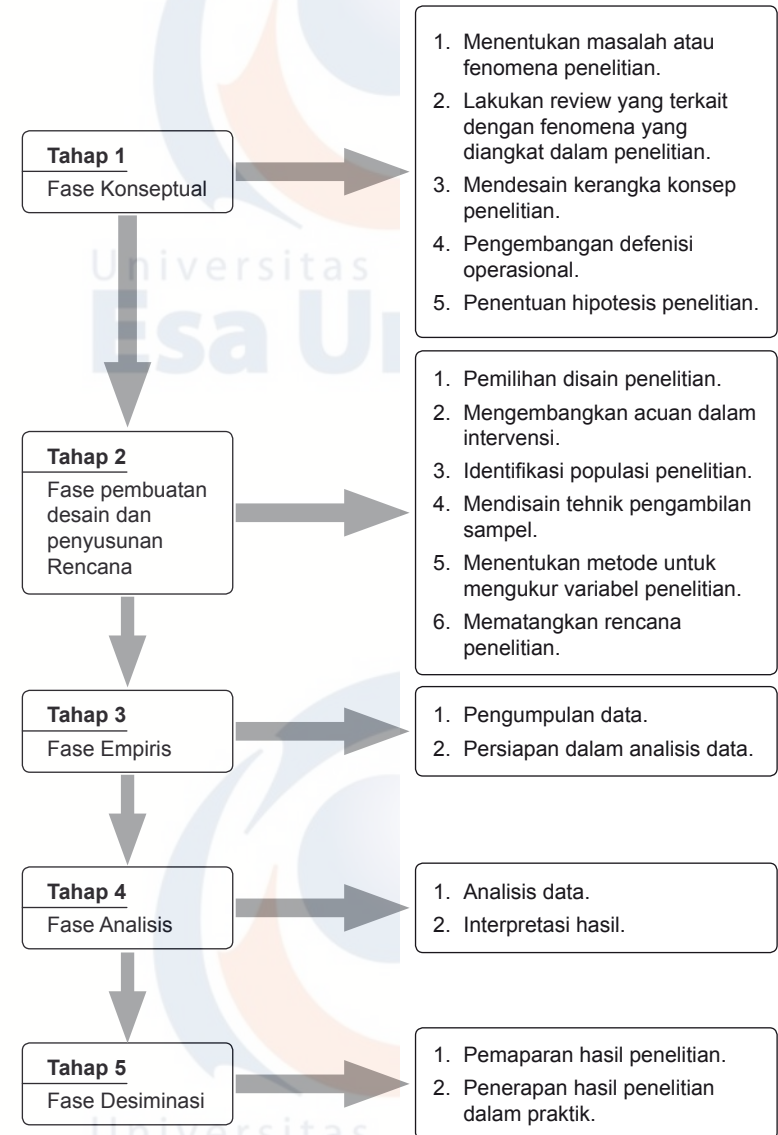 Tahap 1
Fase Konseptual
1. Menentukan masalah atau
fenomena penelitian.
2. Lakukan review yang terkait
dengan fenomena yang
diangkat dalam penelitian.
3. Mendesain kerangka konsep
penelitian.
4. Pengembangan defenisi
operasional.
5. Penentuan hipotesis penelitian.
Universitas
Esa Un
Tahap 2
Fase pembuatan
desain dan
penyusunan
Rencana
1. Pemilihan disain penelitian.
2. Mengembangkan acuan dalam
intervensi.
3. Identifikasi populasi penelitian.
4. Mendisain tehnik pengambilan
sampel.
5. Menentukan metode untuk
mengukur variabel penelitian.
6. Mematangkan rencana
penelitian.
Tahap 3
Fase Empiris
1. Pengumpulan data.
2. Persiapan dalam analisis data.
Tahap 4
Fase Analisis
1. Analisis data.
2. Interpretasi hasil.
Tahap 5
Fase Desiminasi
1. Pemaparan hasil penelitian.
2. Penerapan hasil penelitian
dalam praktik.
Universitas